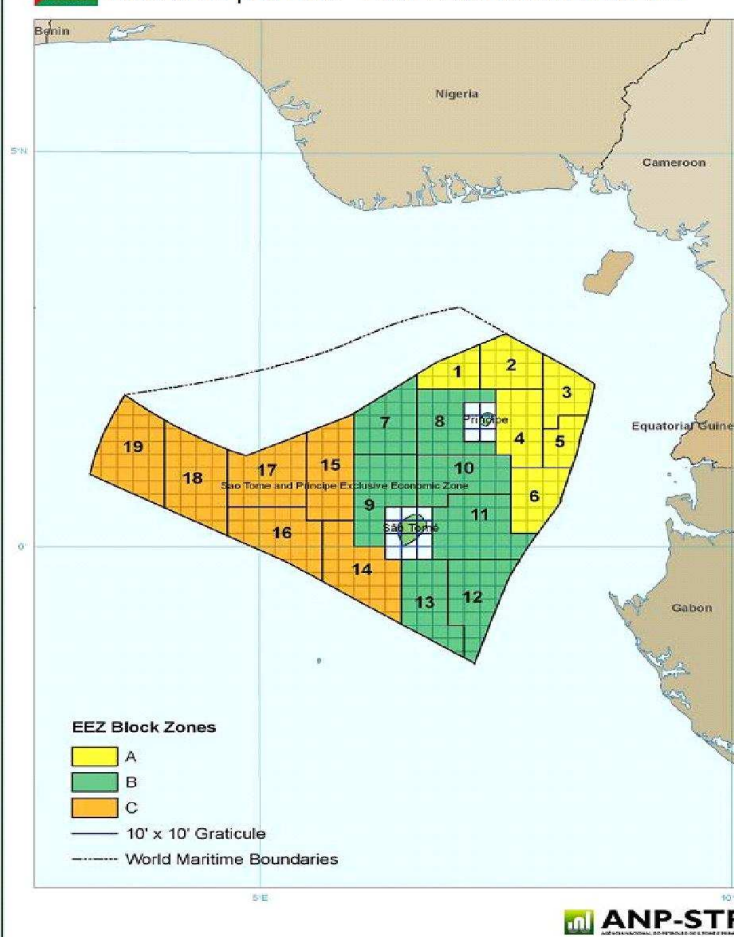 Benin
Nigeria
5°N
Cameroon
1
2
3
Principe
7
8
4
5
Equatorial Guine
19
18
17
15
10
Sao Tome and Principe Exclusive Economic Zone
6
9
11
16
São Tomé
0°
14
13
12
Gabon
EEZ Block Zones
A
B
C
10' x 10' Graticule
World Maritime Boundaries
5°E
10
ANP-STP